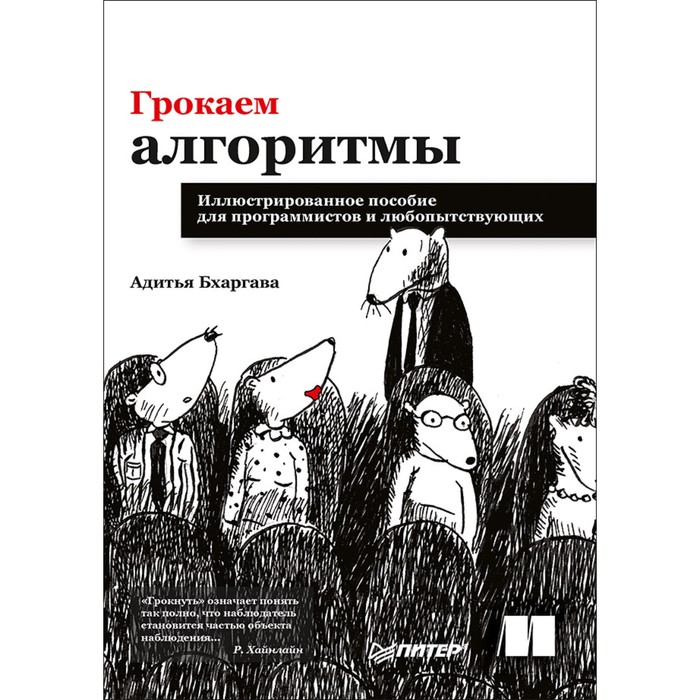 Грокаем
алгоритмы
Иллюстрированное пособие
для программистов и любопытствующих
Адитья Бхаргава
«Грокнуть» означает понять
так полно, что наблюдатель
становится частью объекта
наблюдения...
Р. Хайнлайн
ПИТЕР